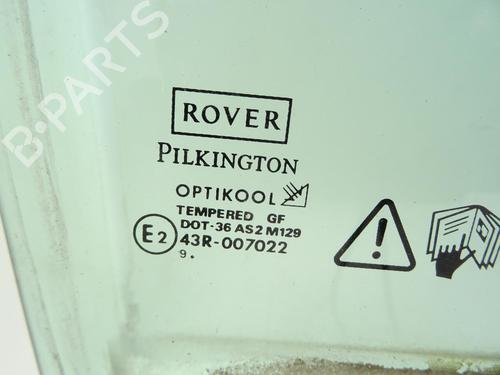 B-PARTS
ROVER
PILKINGTON
OPTIKOOL
TEMPERED GF
DOT-36 AS2 M129
E2 43R-007022
9.